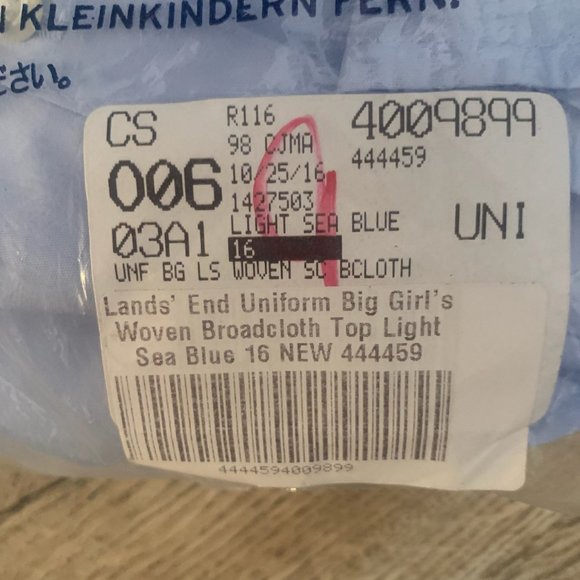 KLEINKINDERN FERN.
ださい。
CS
R116
4009899
98 CJMA
444459
006
10/25/16
1427503
03A1
LIGHT SEA BLUE
UNI
16
UNF BG LS WOVEN SC BCLOTH
Lands' End Uniform Big Girl's
Woven Broadcloth Top Light
Sea Blue 16 NEW 444459
4444594009899